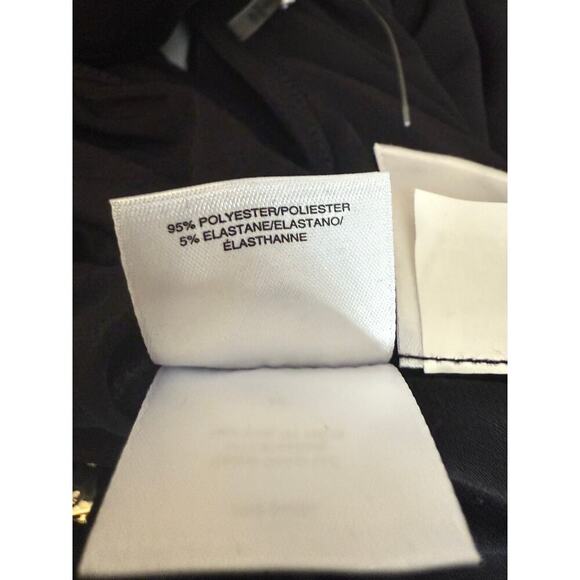 95% POLYESTER/POLIESTER
5% ELASTANE/ELASTANO/
ÉLASTHANNE